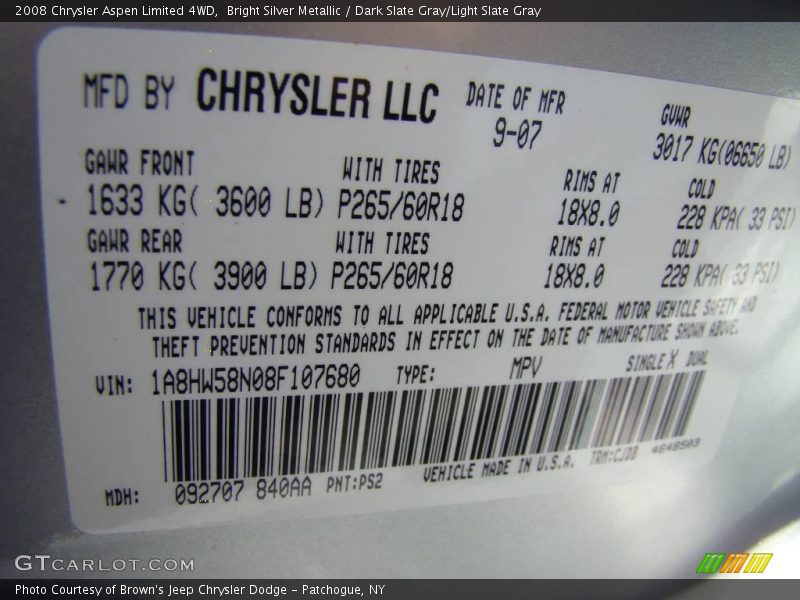 2008 Chrysler Aspen Limited 4WD,  Bright Silver Metallic / Dark Slate Gray/Light Slate Gray
MFD BY CHRYSLER LLC DATE OF MFR GVWR
9-07 3017 KG(06650 LB)
GAWR FRONT WITH TIRES RIMS AT COLD
1633 KG( 3600 LB) P265/60R18 18X8.0 228 KPA( 33 PSI)
GAWR REAR WITH TIRES RIMS AT COLD
1770 KG( 3900 LB) P265/60R18 18X8.0 228 KPA( 33 PSI)
THIS VEHICLE CONFORMS TO ALL APPLICABLE U.S.A. FEDERAL MOTOR VEHICLE SAFETY AND
THEFT PREVENTION STANDARDS IN EFFECT ON THE DATE OF MANUFACTURE SHOWN ABOVE.
VIN: 1A8HW58N08F107680 TYPE: MPV SINGLE X DUAL
MDH: 092707 840AA PNT:PS2 VEHICLE MADE IN U.S.A. TRM:CJDB 4648503
GTCARLOT.COM
Photo Courtesy of Brown's Jeep Chrysler Dodge – Patchogue, NY